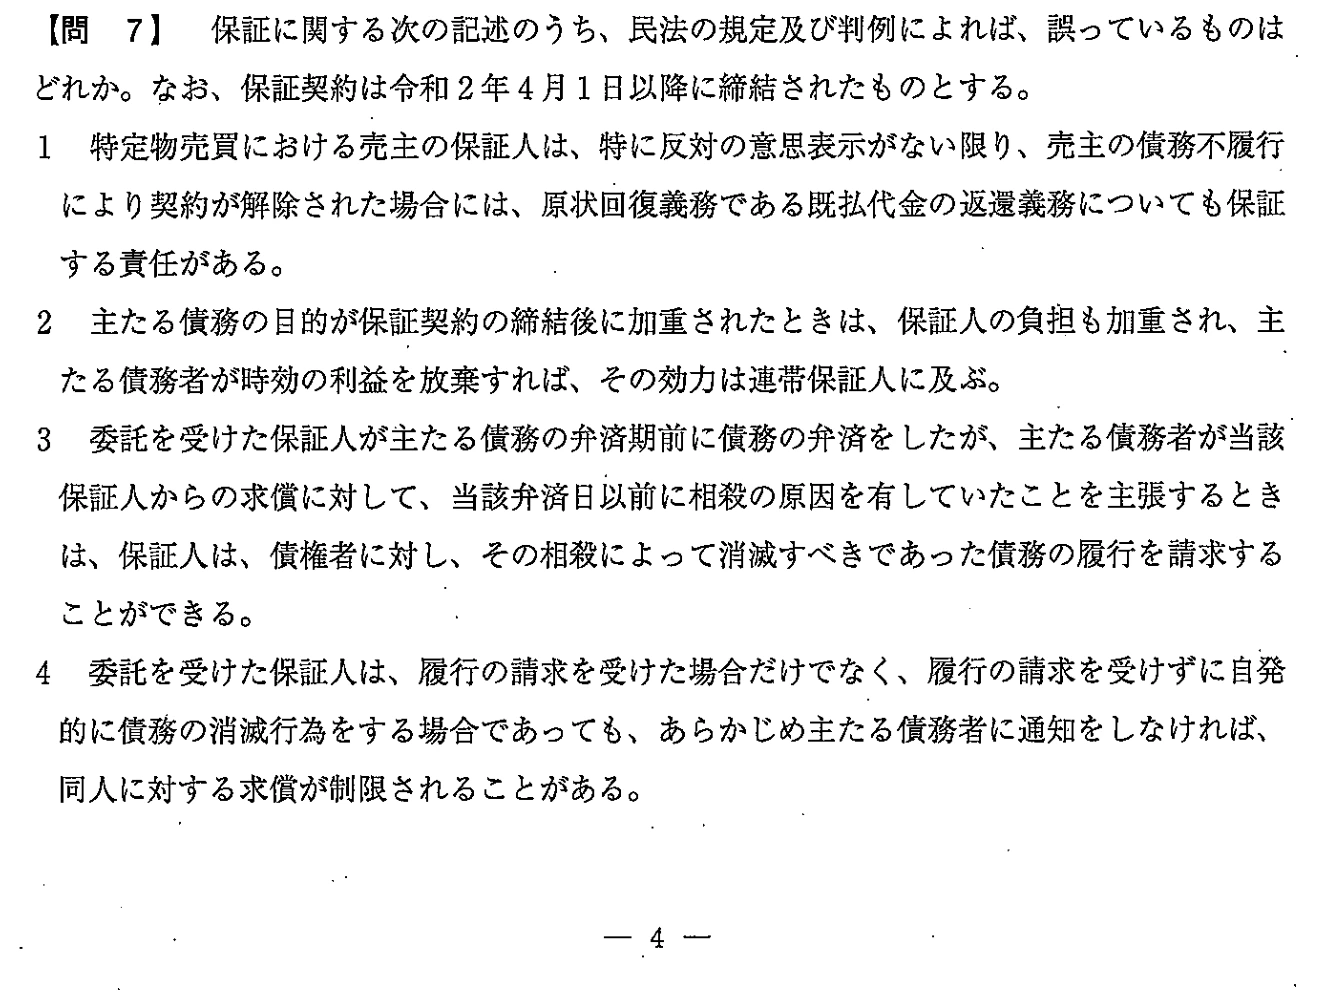 【問　7】　保証に関する次の記述のうち、民法の規定及び判例によれば、誤っているものは
どれか。なお、保証契約は令和2年4月1日以降に締結されたものとする。
1　特定物売買における売主の保証人は、特に反対の意思表示がない限り、売主の債務不履行
により契約が解除された場合には、原状回復義務である既払代金の返還義務についても保証
する責任がある。
2　主たる債務の目的が保証契約の締結後に加重されたときは、保証人の負担も加重され、主
たる債務者が時効の利益を放棄すれば、その効力は連帯保証人に及ぶ。
3　委託を受けた保証人が主たる債務の弁済期前に債務の弁済をしたが、主たる債務者が当該
保証人からの求償に対して、当該弁済日以前に相殺の原因を有していたことを主張するとき
は、保証人は、債権者に対し、その相殺によって消滅すべきであった債務の履行を請求する
ことができる。
4　委託を受けた保証人は、履行の請求を受けた場合だけでなく、履行の請求を受けずに自発
的に債務の消滅行為をする場合であっても、あらかじめ主たる債務者に通知をしなければ、
同人に対する求償が制限されることがある。
— 4 —